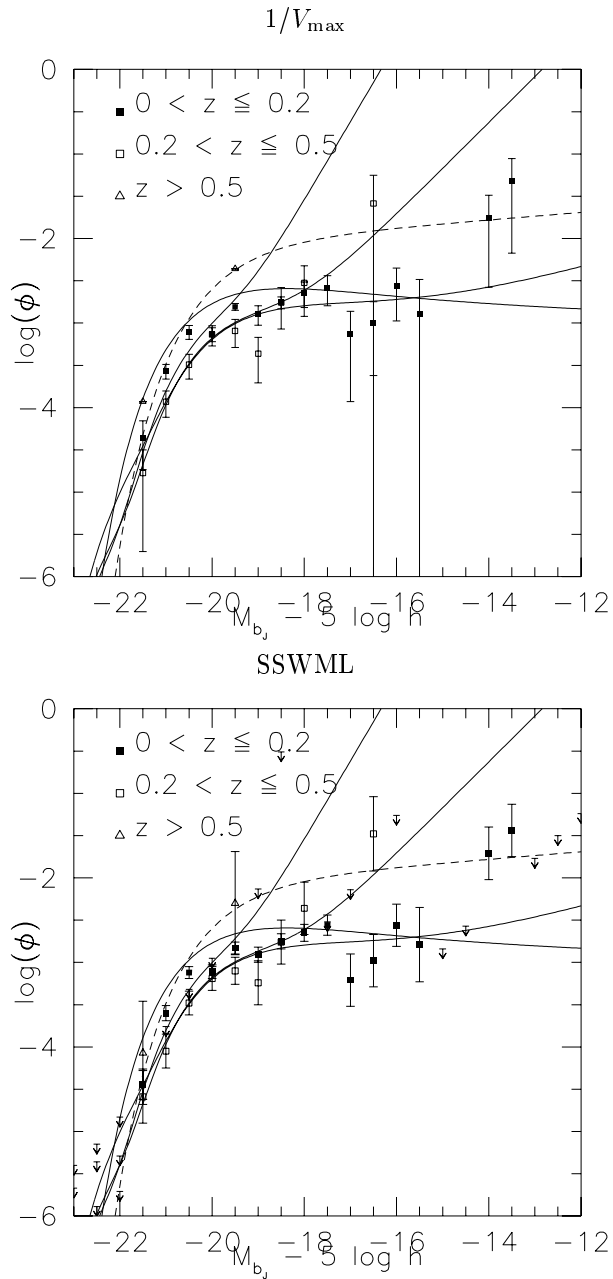 1/V_max
0
0 < z ≦ 0.2
0.2 < z ≦ 0.5
z > 0.5
−2
log(ϕ)
−4
−6
−22 −20 −18 −16 −14 −12
M_bJ − 5 log h
SSWML
0
0 < z ≦ 0.2
0.2 < z ≦ 0.5
z > 0.5
−2
log(ϕ)
−4
−6
−22 −20 −18 −16 −14 −12
M_bJ − 5 log h